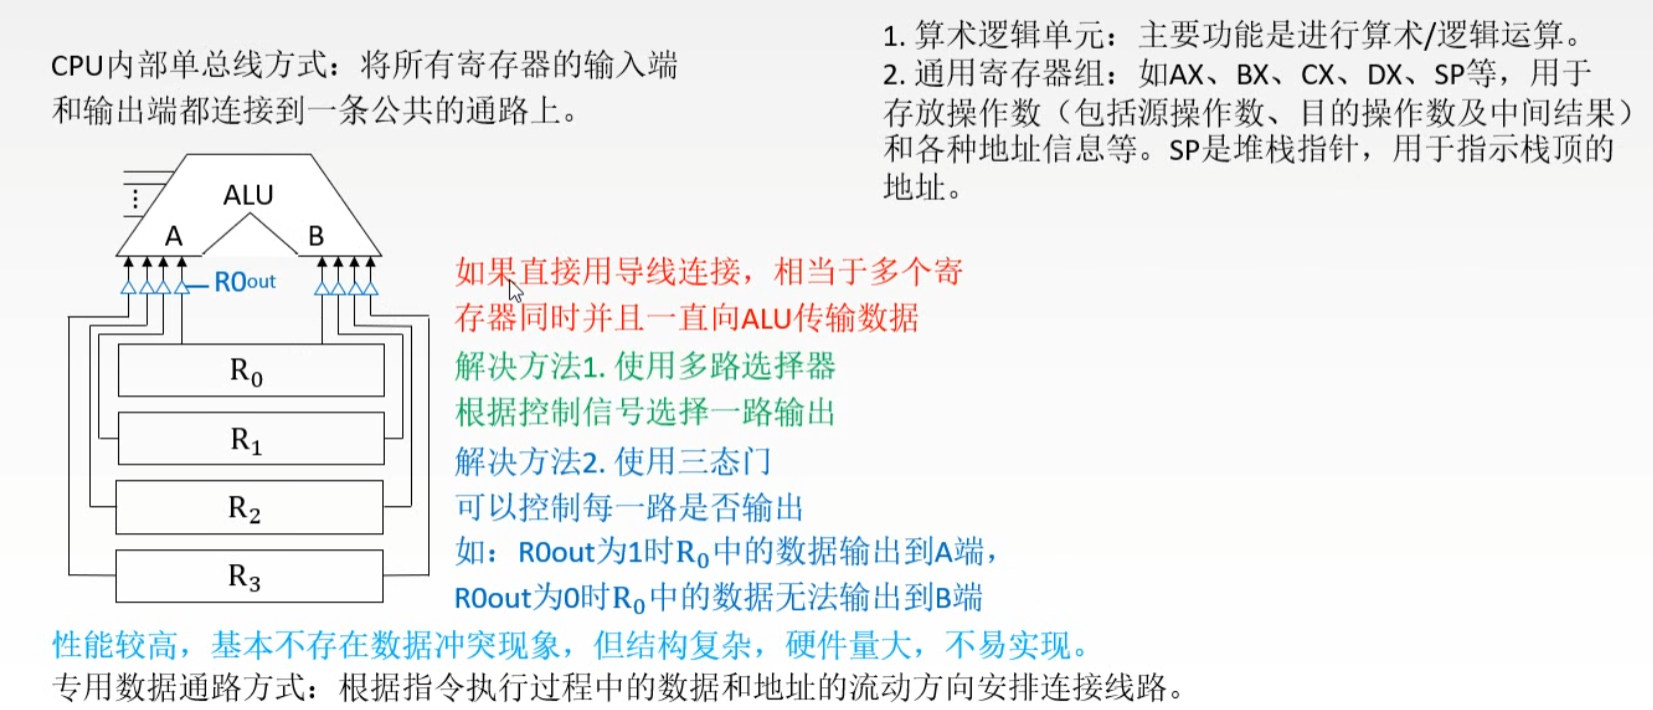 CPU内部单总线方式：将所有寄存器的输入端
和输出端都连接到一条公共的通路上。
1. 算术逻辑单元：主要功能是进行算术/逻辑运算。
2. 通用寄存器组：如AX、BX、CX、DX、SP等，用于
存放操作数（包括源操作数、目的操作数及中间结果）
和各种地址信息等。SP是堆栈指针，用于指示栈顶的
地址。
ALU
A
B
R0out
R₀
R₁
R₂
R₃
如果直接用导线连接，相当于多个寄
存器同时并且一直向ALU传输数据
解决方法1. 使用多路选择器
根据控制信号选择一路输出
解决方法2. 使用三态门
可以控制每一路是否输出
如：R0out为1时R₀中的数据输出到A端，
R0out为0时R₀中的数据无法输出到B端
性能较高，基本不存在数据冲突现象，但结构复杂，硬件量大，不易实现。
专用数据通路方式：根据指令执行过程中的数据和地址的流动方向安排连接线路。